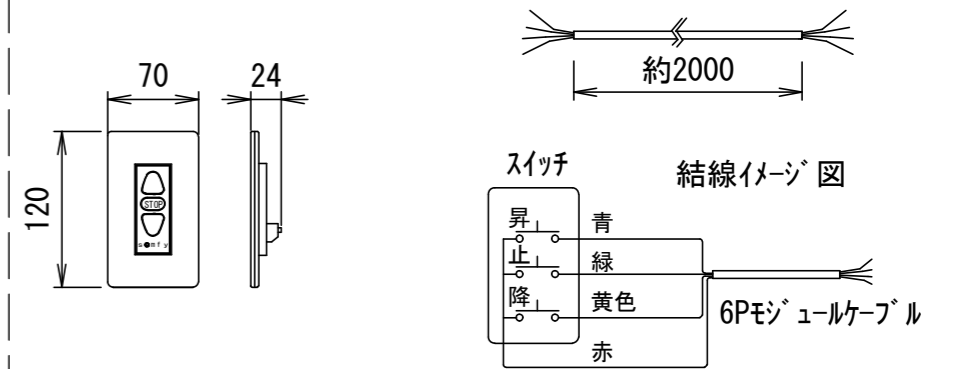 70
24
120
STOP
somfy
約2000
スイッチ
結線イメージ図
昇
青
止
緑
降
黄色
6Pモジュールケーブル
赤